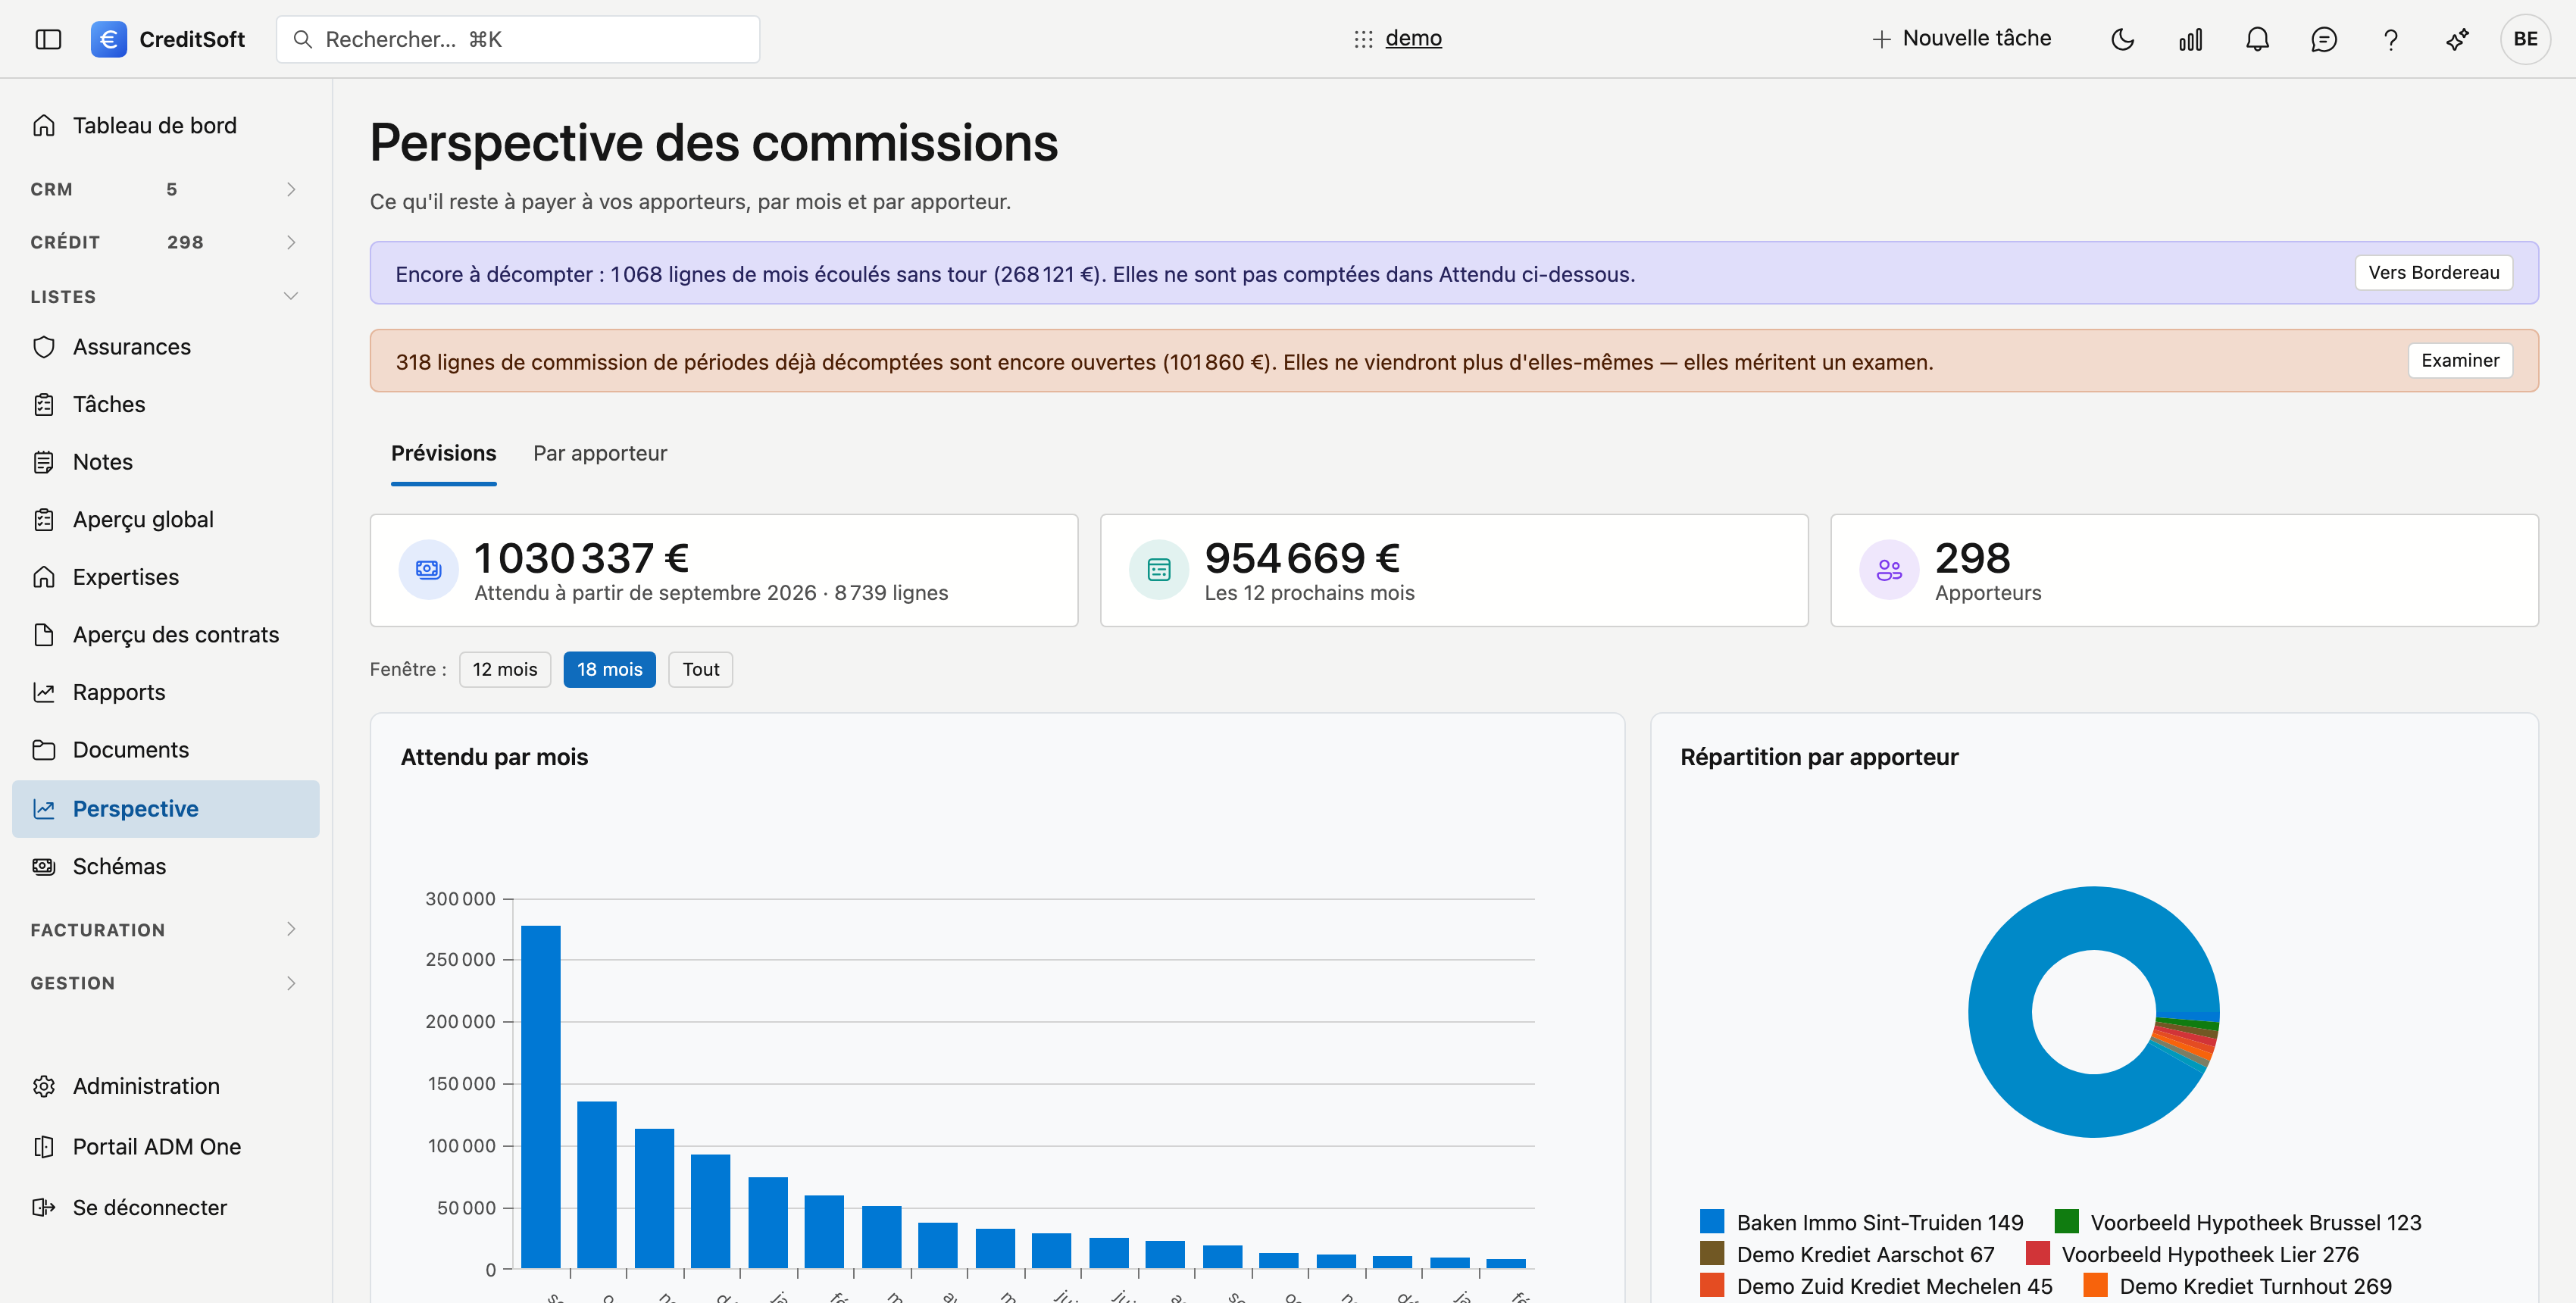 CreditSoft
Rechercher... ⌘K
demo
Nouvelle tâche
BE
Tableau de bord
CRM 5
CRÉDIT 298
LISTES
Assurances
Tâches
Notes
Aperçu global
Expertises
Aperçu des contrats
Rapports
Documents
Perspective
Schémas
FACTURATION
GESTION
Administration
Portail ADM One
Se déconnecter
Perspective des commissions
Ce qu'il reste à payer à vos apporteurs, par mois et par apporteur.
Encore à décompter : 1 068 lignes de mois écoulés sans tour (268 121 €). Elles ne sont pas comptées dans Attendu ci-dessous.
Vers Bordereau
318 lignes de commission de périodes déjà décomptées sont encore ouvertes (101 860 €). Elles ne viendront plus d'elles-mêmes — elles méritent un examen.
Examiner
Prévisions Par apporteur
1 030 337 €
Attendu à partir de septembre 2026 · 8 739 lignes
954 669 €
Les 12 prochains mois
298
Apporteurs
Fenêtre : 12 mois 18 mois Tout
Attendu par mois
300 000
250 000
200 000
150 000
100 000
50 000
0
Répartition par apporteur
Baken Immo Sint-Truiden 149 Voorbeeld Hypotheek Brussel 123
Demo Krediet Aarschot 67 Voorbeeld Hypotheek Lier 276
Demo Zuid Krediet Mechelen 45 Demo Krediet Turnhout 269